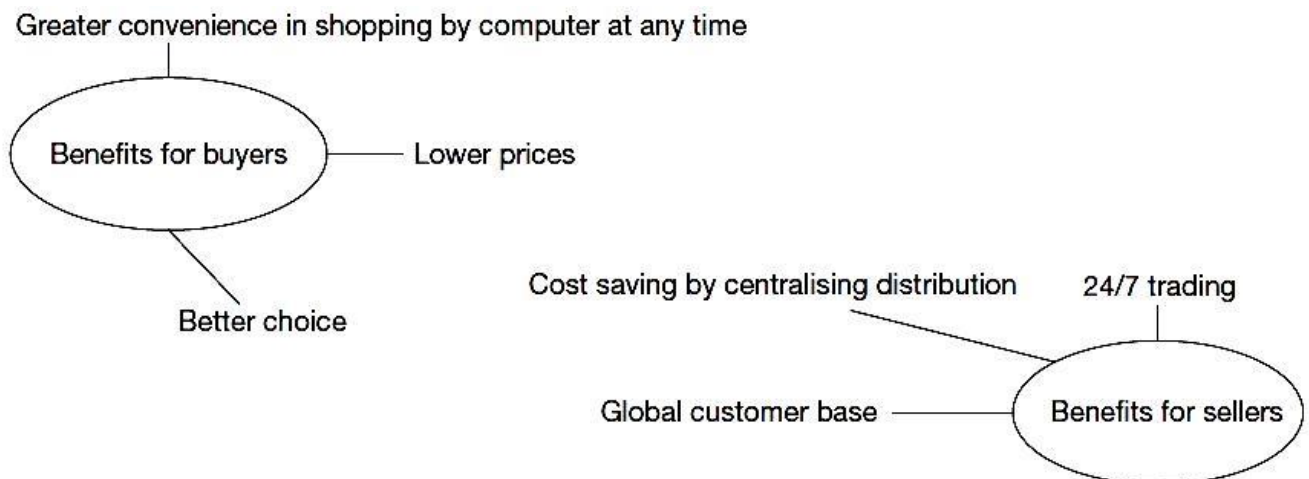 Greater convenience in shopping by computer at any time
Benefits for buyers
Lower prices
Better choice
Cost saving by centralising distribution
24/7 trading
Global customer base
Benefits for sellers